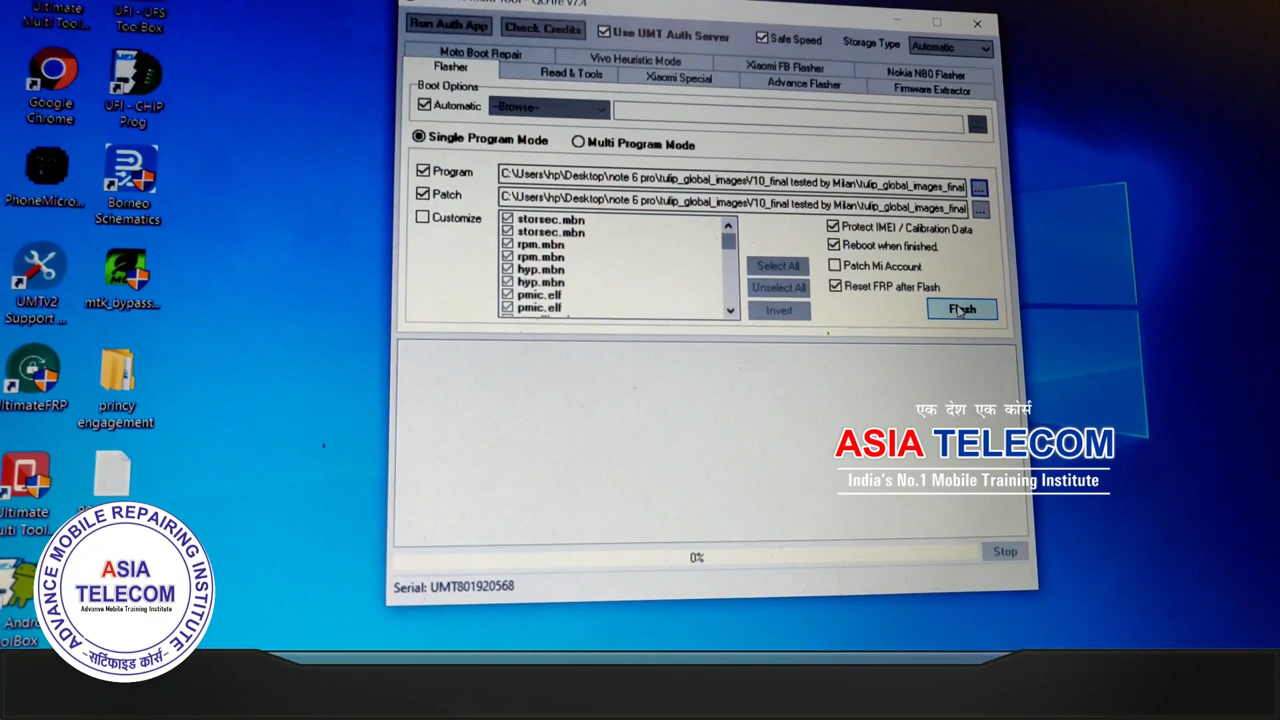 Ultimate
Multi Tool...
UFI - UFS
ToolBox
Google
Chrome
UFI - CHIP
Prog
PhoneMicro...
Borneo
Schematics
UMTv2
Support ...
mtk_bypass...
UltimateFRP
princy
engagement
Ultimate
ulti Tool...
Andr
oolBox
QcFire v7.4
Run Auth App
Check Credits
Use UMT Auth Server
Safe Speed
Storage Type
Automatic
Moto Boot Repair
Vivo Heuristic Mode
Xiaomi FB Flasher
Nokia NB0 Flasher
Flasher
Read & Tools
Xiaomi Special
Advance Flasher
Firmware Extractor
Boot Options
Automatic
--Browse--
...
Single Program Mode
Multi Program Mode
Program
C:\Users\hp\Desktop\note 6 pro\tulip_global_imagesV10_final tested by Milan\tulip_global_images_final
...
Patch
C:\Users\hp\Desktop\note 6 pro\tulip_global_imagesV10_final tested by Milan\tulip_global_images_final
...
Customize
storsec.mbn
storsec.mbn
rpm.mbn
rpm.mbn
hyp.mbn
hyp.mbn
pmic.elf
pmic.elf
Select All
Unselect All
Invert
Protect IMEI / Calibration Data
Reboot when finished.
Patch Mi Account
Reset FRP after Flash
Flash
0%
Stop
Serial: UMT801920568
एक देश एक कोर्स
ASIA TELECOM
India's No.1 Mobile Training Institute
ADVANCE MOBILE REPAIRING INSTITUTE
ASIA
TELECOM
Advance Mobile Training Institute
-सर्टिफाइड कोर्स-